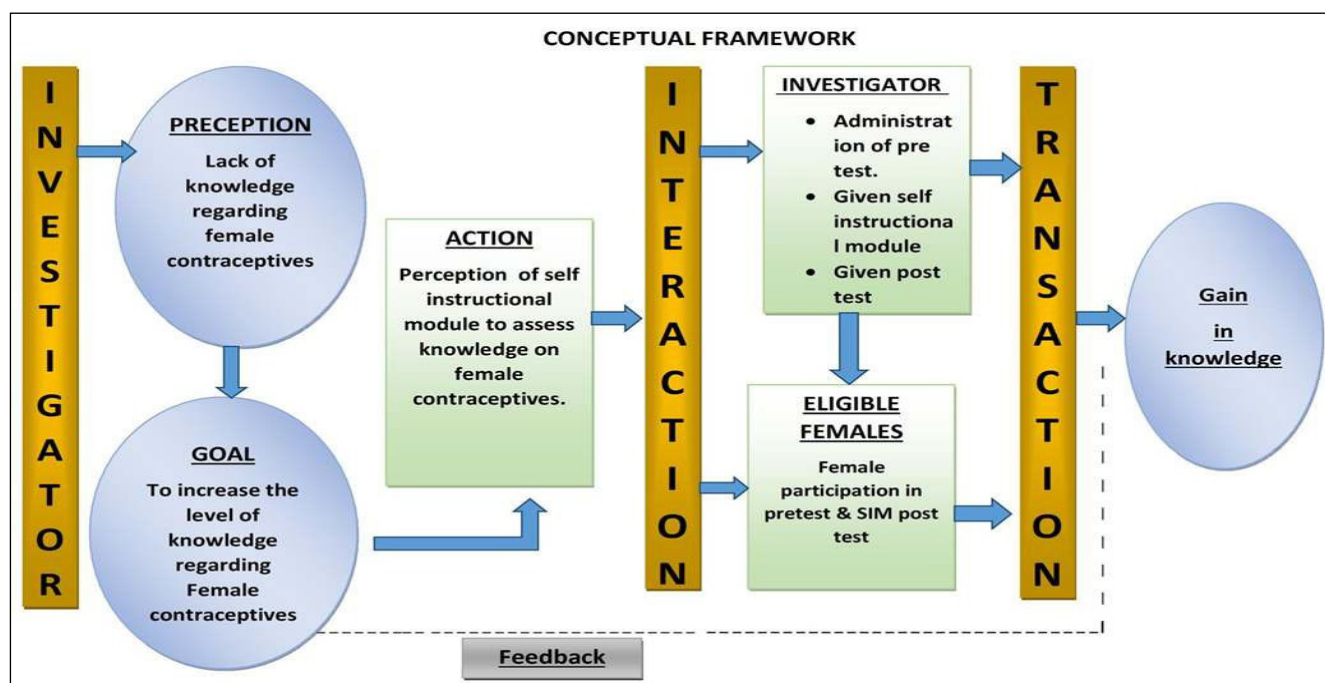 CONCEPTUAL FRAMEWORK
INVESTIGATOR
PRECEPTION
Lack of
knowledge
regarding
female
contraceptives
GOAL
To increase the
level of
knowledge
regarding
Female
contraceptives
ACTION
Perception of self
instructional
module to assess
knowledge on
female
contraceptives.
INTERACTION
INVESTIGATOR
• Administrat
ion of pre
test.
• Given self
instructiona
l module
• Given post
test
ELIGIBLE
FEMALES
Female
participation in
pretest & SIM post
test
TRANSACTION
Gain
in
knowledge
Feedback